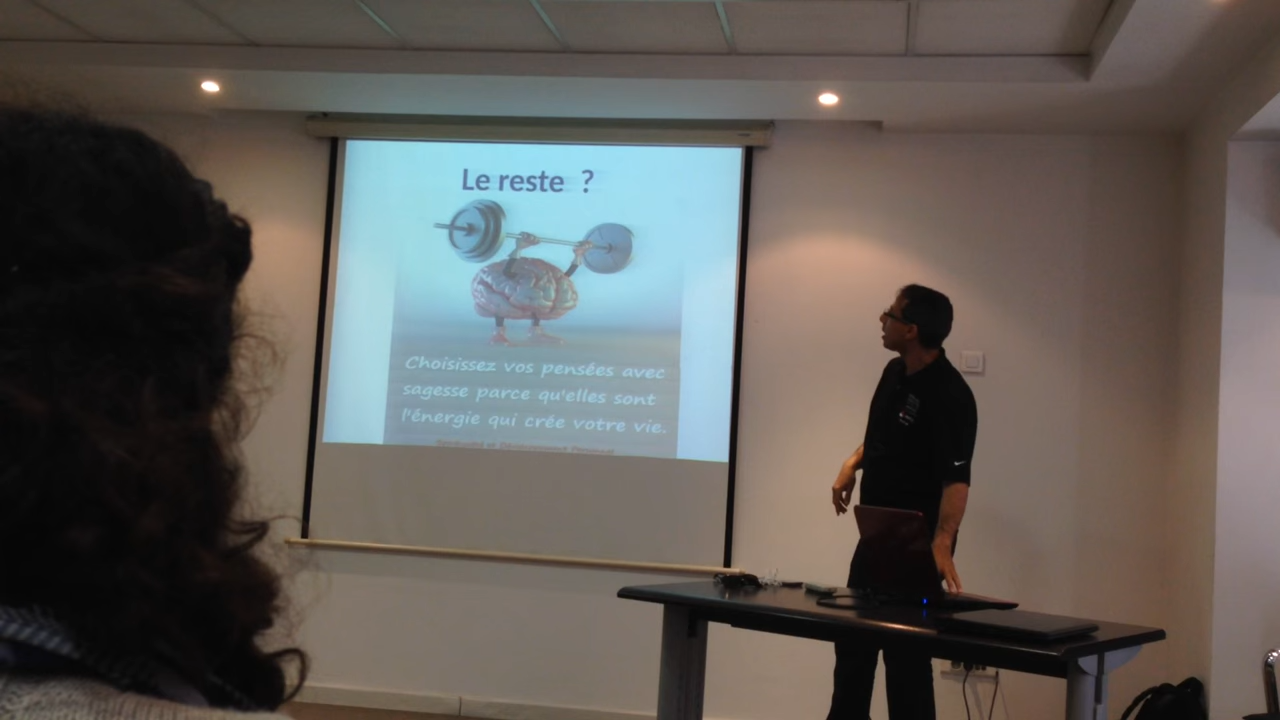 Le reste ?
Choisissez vos pensées avec
sagesse parce qu'elles sont
l'énergie qui crée votre vie.